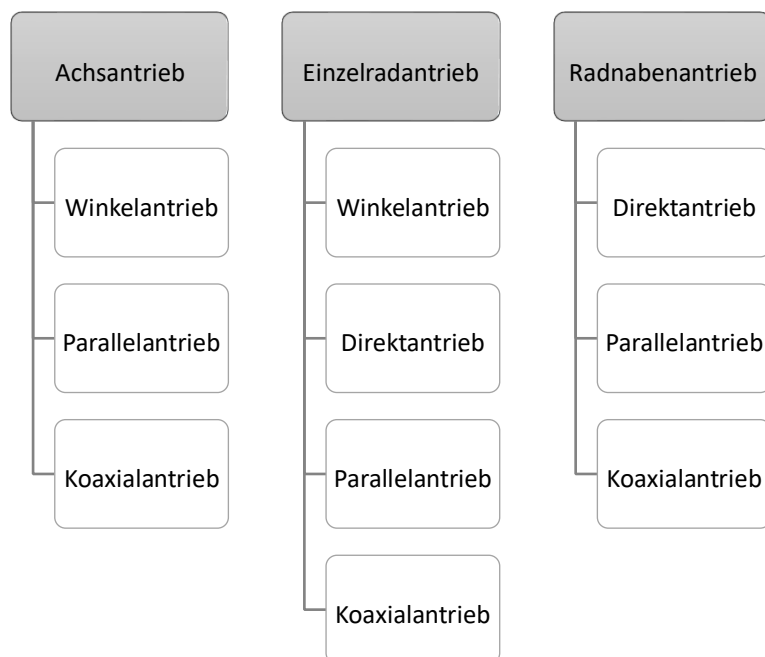 Achsantrieb
Winkelantrieb
Parallelantrieb
Koaxialantrieb
Einzelradantrieb
Winkelantrieb
Direktantrieb
Parallelantrieb
Koaxialantrieb
Radnabenantrieb
Direktantrieb
Parallelantrieb
Koaxialantrieb